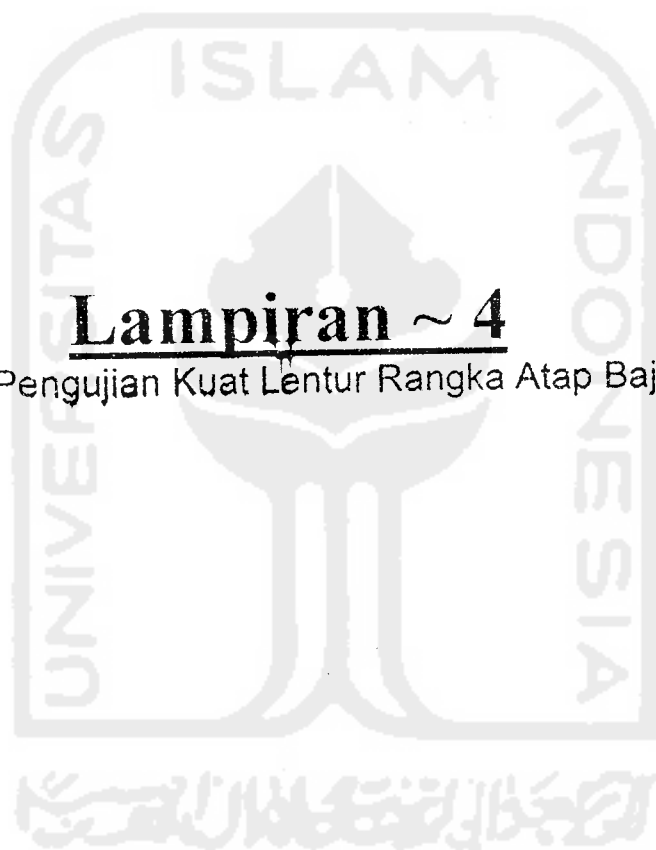 ISLAM
UNIVERSITAS
INDONESIA
Lampiran ~ 4
Pengujian Kuat Lentur Rangka Atap Baj